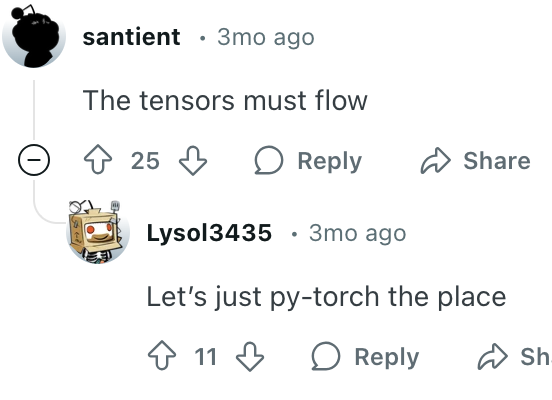 santient • 3mo ago
The tensors must flow
25 Reply Share
Lysol3435 • 3mo ago
Let’s just py-torch the place
11 Reply Sh